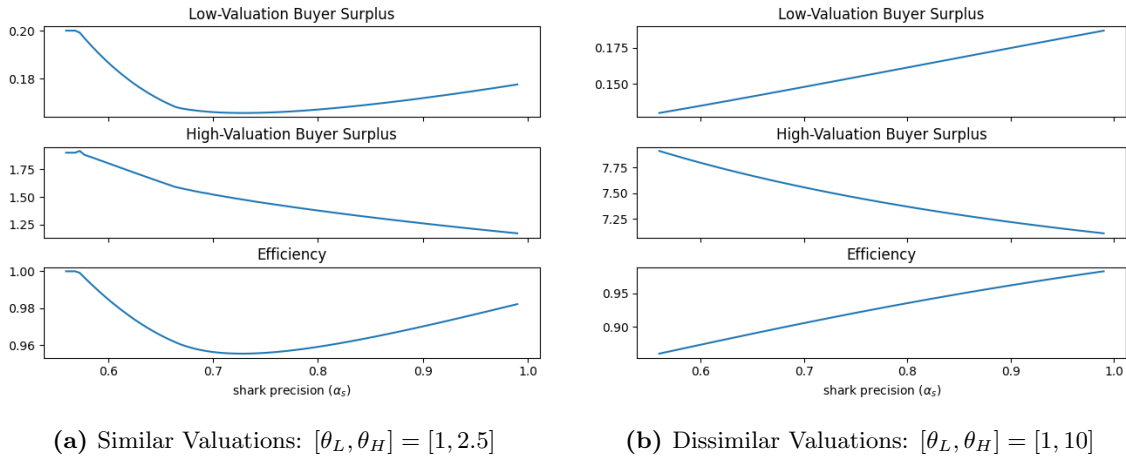 Low-Valuation Buyer Surplus
0.20
0.18
High-Valuation Buyer Surplus
1.75
1.50
1.25
Efficiency
1.00
0.98
0.96
0.6 0.7 0.8 0.9 1.0
shark precision (αs)
(a) Similar Valuations: [θL, θH] = [1, 2.5]
Low-Valuation Buyer Surplus
0.175
0.150
High-Valuation Buyer Surplus
7.75
7.50
7.25
Efficiency
0.95
0.90
0.6 0.7 0.8 0.9 1.0
shark precision (αs)
(b) Dissimilar Valuations: [θL, θH] = [1, 10]